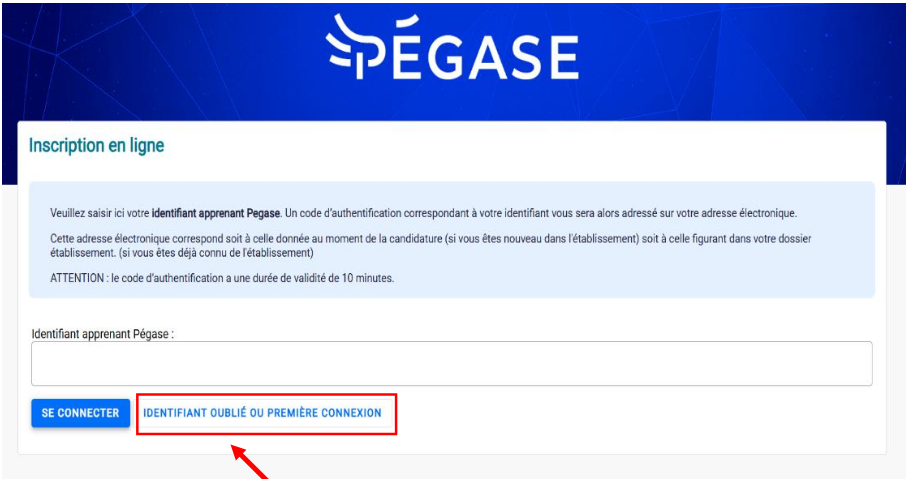 PÉGASE
Inscription en ligne
Veuillez saisir ici votre identifiant apprenant Pegase. Un code d'authentification correspondant à votre identifiant vous sera alors adressé sur votre adresse électronique.
Cette adresse électronique correspond soit à celle donnée au moment de la candidature (si vous êtes nouveau dans l'établissement) soit à celle figurant dans votre dossier
établissement. (si vous êtes déjà connu de l'établissement)
ATTENTION : le code d'authentification a une durée de validité de 10 minutes.
Identifiant apprenant Pégase :
SE CONNECTER IDENTIFIANT OUBLIÉ OU PREMIÈRE CONNEXION